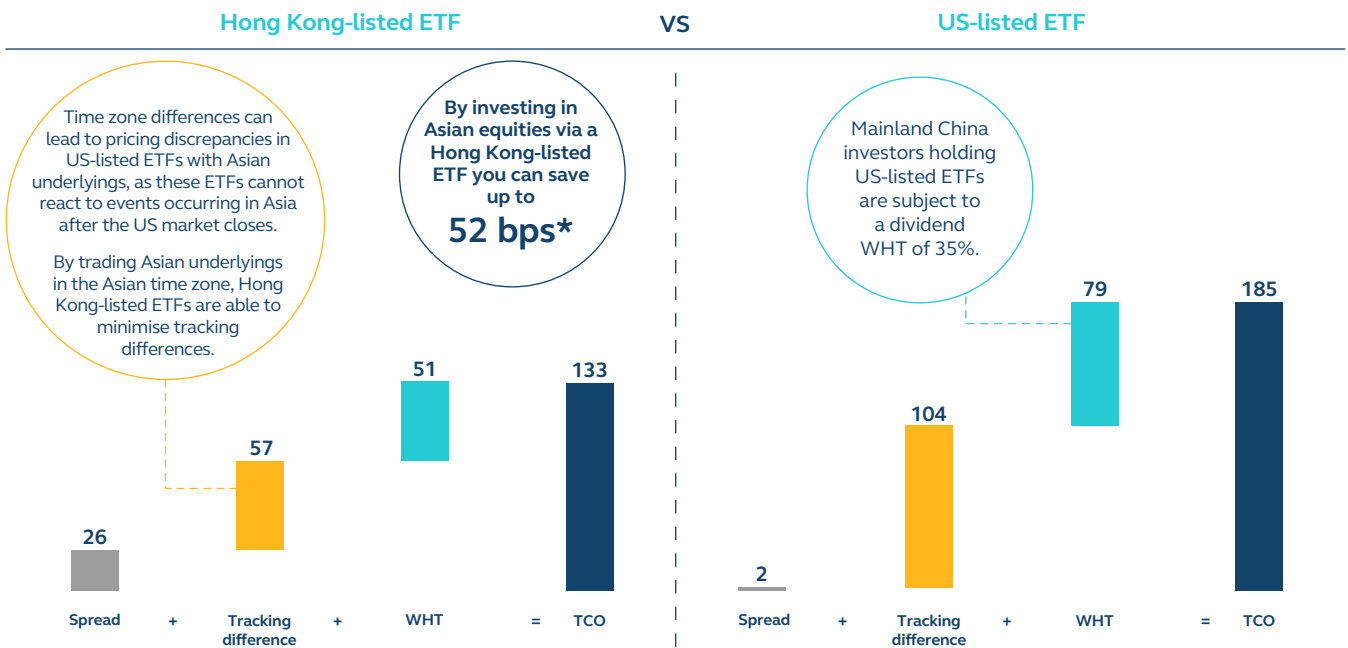 Hong Kong-listed ETF
VS
US-listed ETF
Time zone differences can
lead to pricing discrepancies in
US-listed ETFs with Asian
underlyings, as these ETFs cannot
react to events occurring in Asia
after the US market closes.
By trading Asian underlyings
in the Asian time zone, Hong
Kong-listed ETFs are able to
minimise tracking
differences.
By investing in
Asian equities via a
Hong Kong-listed
ETF you can save
up to
52 bps*
Mainland China
investors holding
US-listed ETFs
are subject to
a dividend
WHT of 35%.
26
57
51
133
2
104
79
185
Spread + Tracking difference + WHT = TCO
Spread + Tracking difference + WHT = TCO